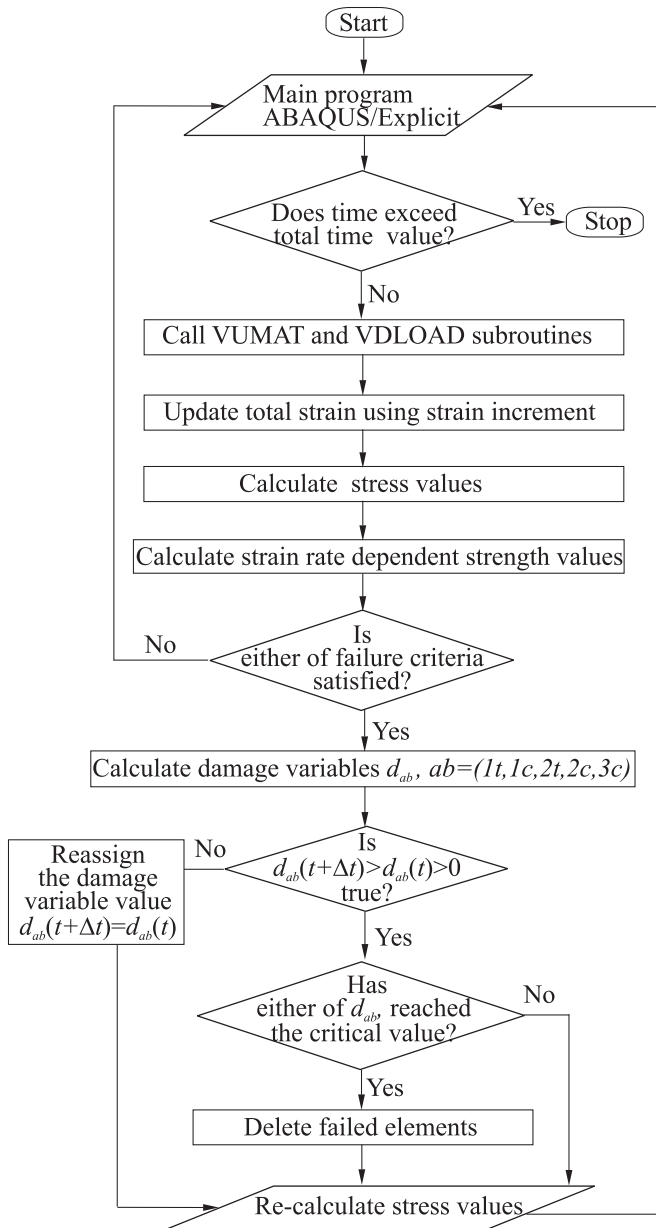 Start
Main program
ABAQUS/Explicit
Does time exceed
total time value?
Yes
Stop
No
Call VUMAT and VDLOAD subroutines
Update total strain using strain increment
Calculate stress values
Calculate strain rate dependent strength values
No
Is
either of failure criteria
satisfied?
Yes
Calculate damage variables d_ab, ab=(1t,1c,2t,2c,3c)
Reassign
the damage
variable value
d_ab(t+Δt)=d_ab(t)
No
Is
d_ab(t+Δt)>d_ab(t)>0
true?
Yes
Has
either of d_ab, reached
the critical value?
No
Yes
Delete failed elements
Re-calculate stress values